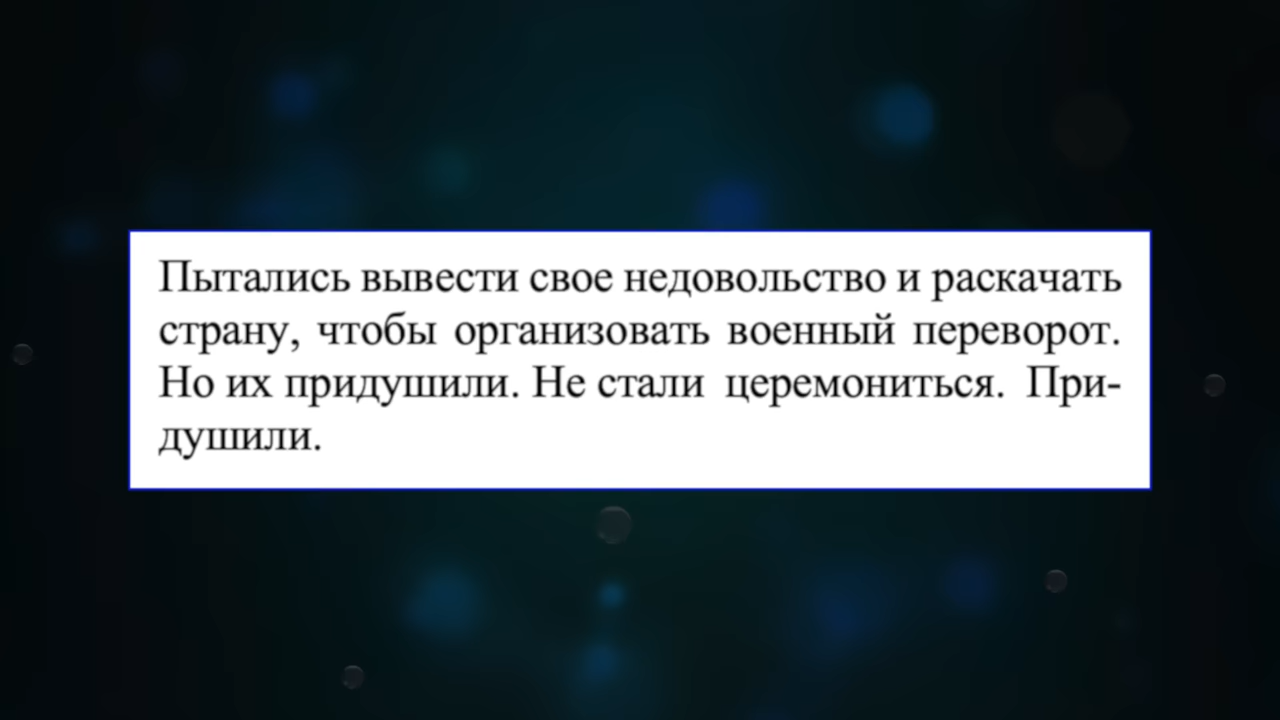 Пытались вывести свое недовольство и раскачать
страну, чтобы организовать военный переворот.
Но их придушили. Не стали церемониться. При-
душили.